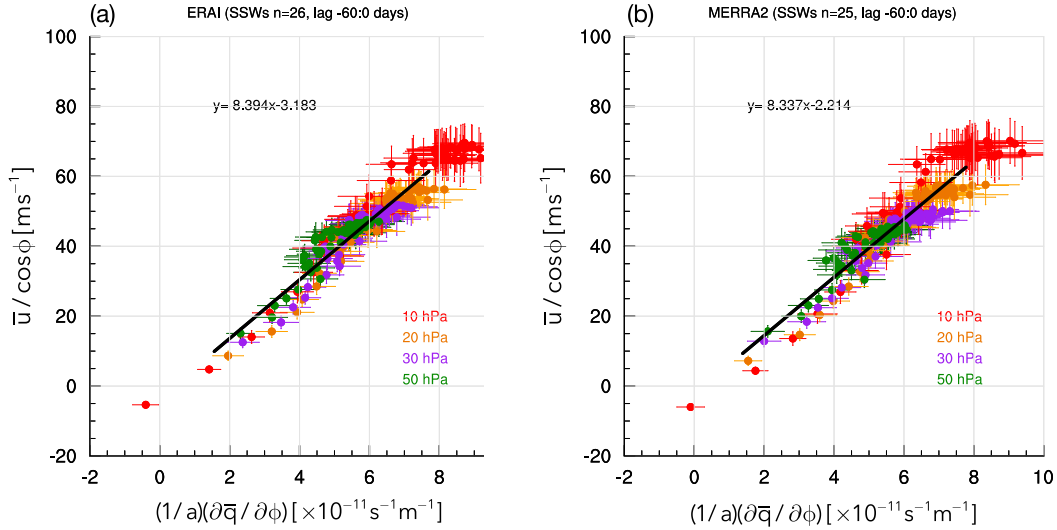 (a)
ERAI (SSWs n=26, lag -60:0 days)
100
80
60
40
20
0
-20
-2
0
2
4
6
8
y= 8.394x-3.183
10 hPa
20 hPa
30 hPa
50 hPa
u̅ / cosϕ [ ms⁻¹ ]
(1/ a)(∂q̅ / ∂ϕ) [ ×10⁻¹¹ s⁻¹m⁻¹ ]
(b)
MERRA2 (SSWs n=25, lag -60:0 days)
100
80
60
40
20
0
-20
-2
0
2
4
6
8
10
y= 8.337x-2.214
10 hPa
20 hPa
30 hPa
50 hPa
u̅ / cosϕ [ ms⁻¹ ]
(1/ a)(∂q̅ / ∂ϕ) [ ×10⁻¹¹ s⁻¹m⁻¹ ]